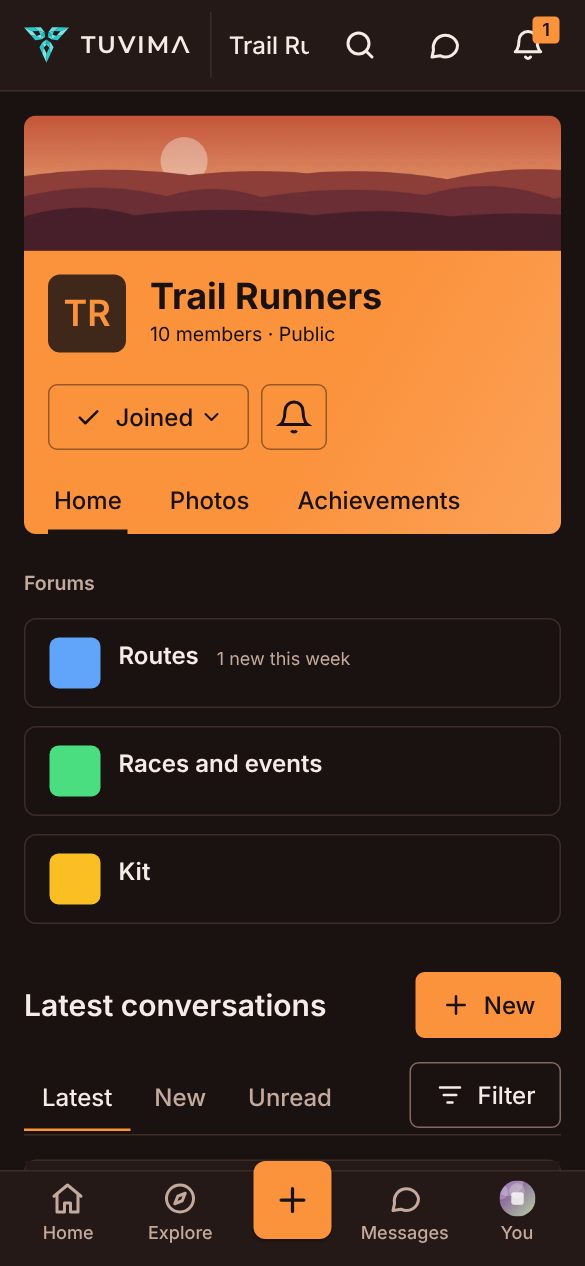 TUVIMA
Trail Ru
1
TR
Trail Runners
10 members · Public
Joined
Home Photos Achievements
Forums
Routes 1 new this week
Races and events
Kit
Latest conversations
New
Latest New Unread
Filter
Home Explore Messages You